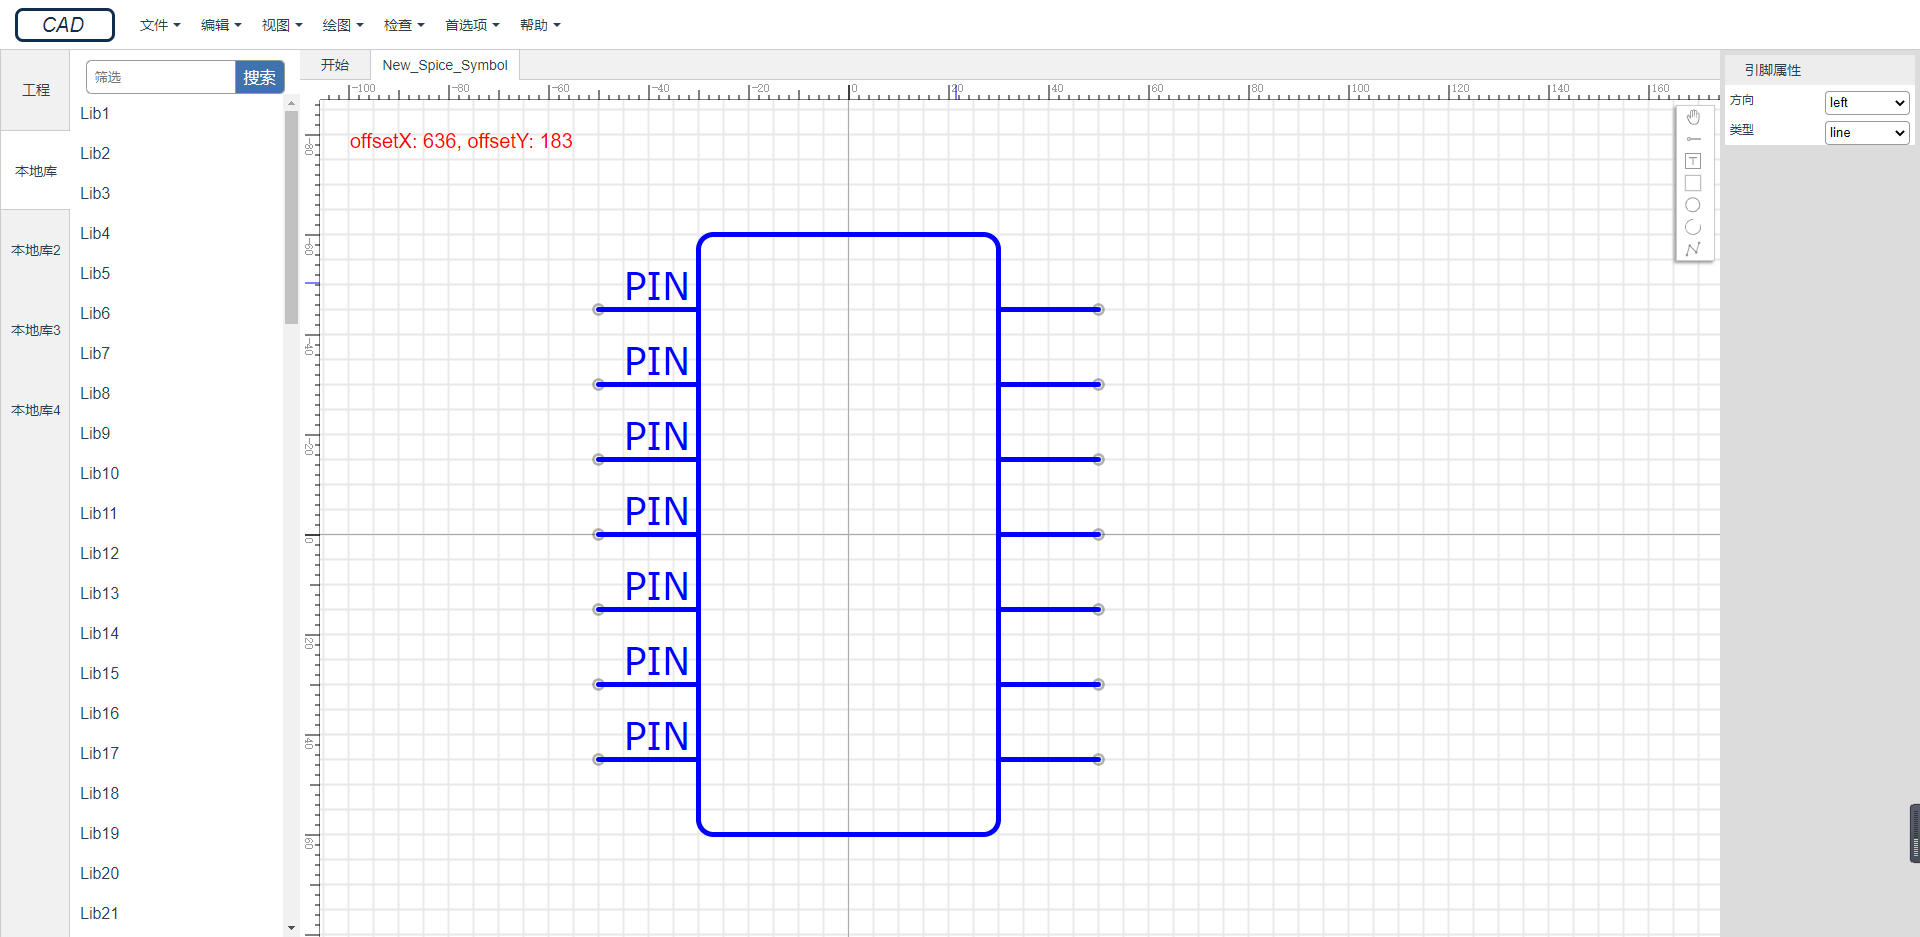 CAD
文件 编辑 视图 绘图 检查 首选项 帮助
工程
本地库
本地库2
本地库3
本地库4
筛选 搜索
Lib1
Lib2
Lib3
Lib4
Lib5
Lib6
Lib7
Lib8
Lib9
Lib10
Lib11
Lib12
Lib13
Lib14
Lib15
Lib16
Lib17
Lib18
Lib19
Lib20
Lib21
开始 New_Spice_Symbol
-100 -80 -60 -40 -20 0 20 40 60 80 100 120 140 160
-80
-60
-40
-20
0
20
40
60
offsetX: 636, offsetY: 183
PIN
PIN
PIN
PIN
PIN
PIN
PIN
T
引脚属性
方向 left
类型 line